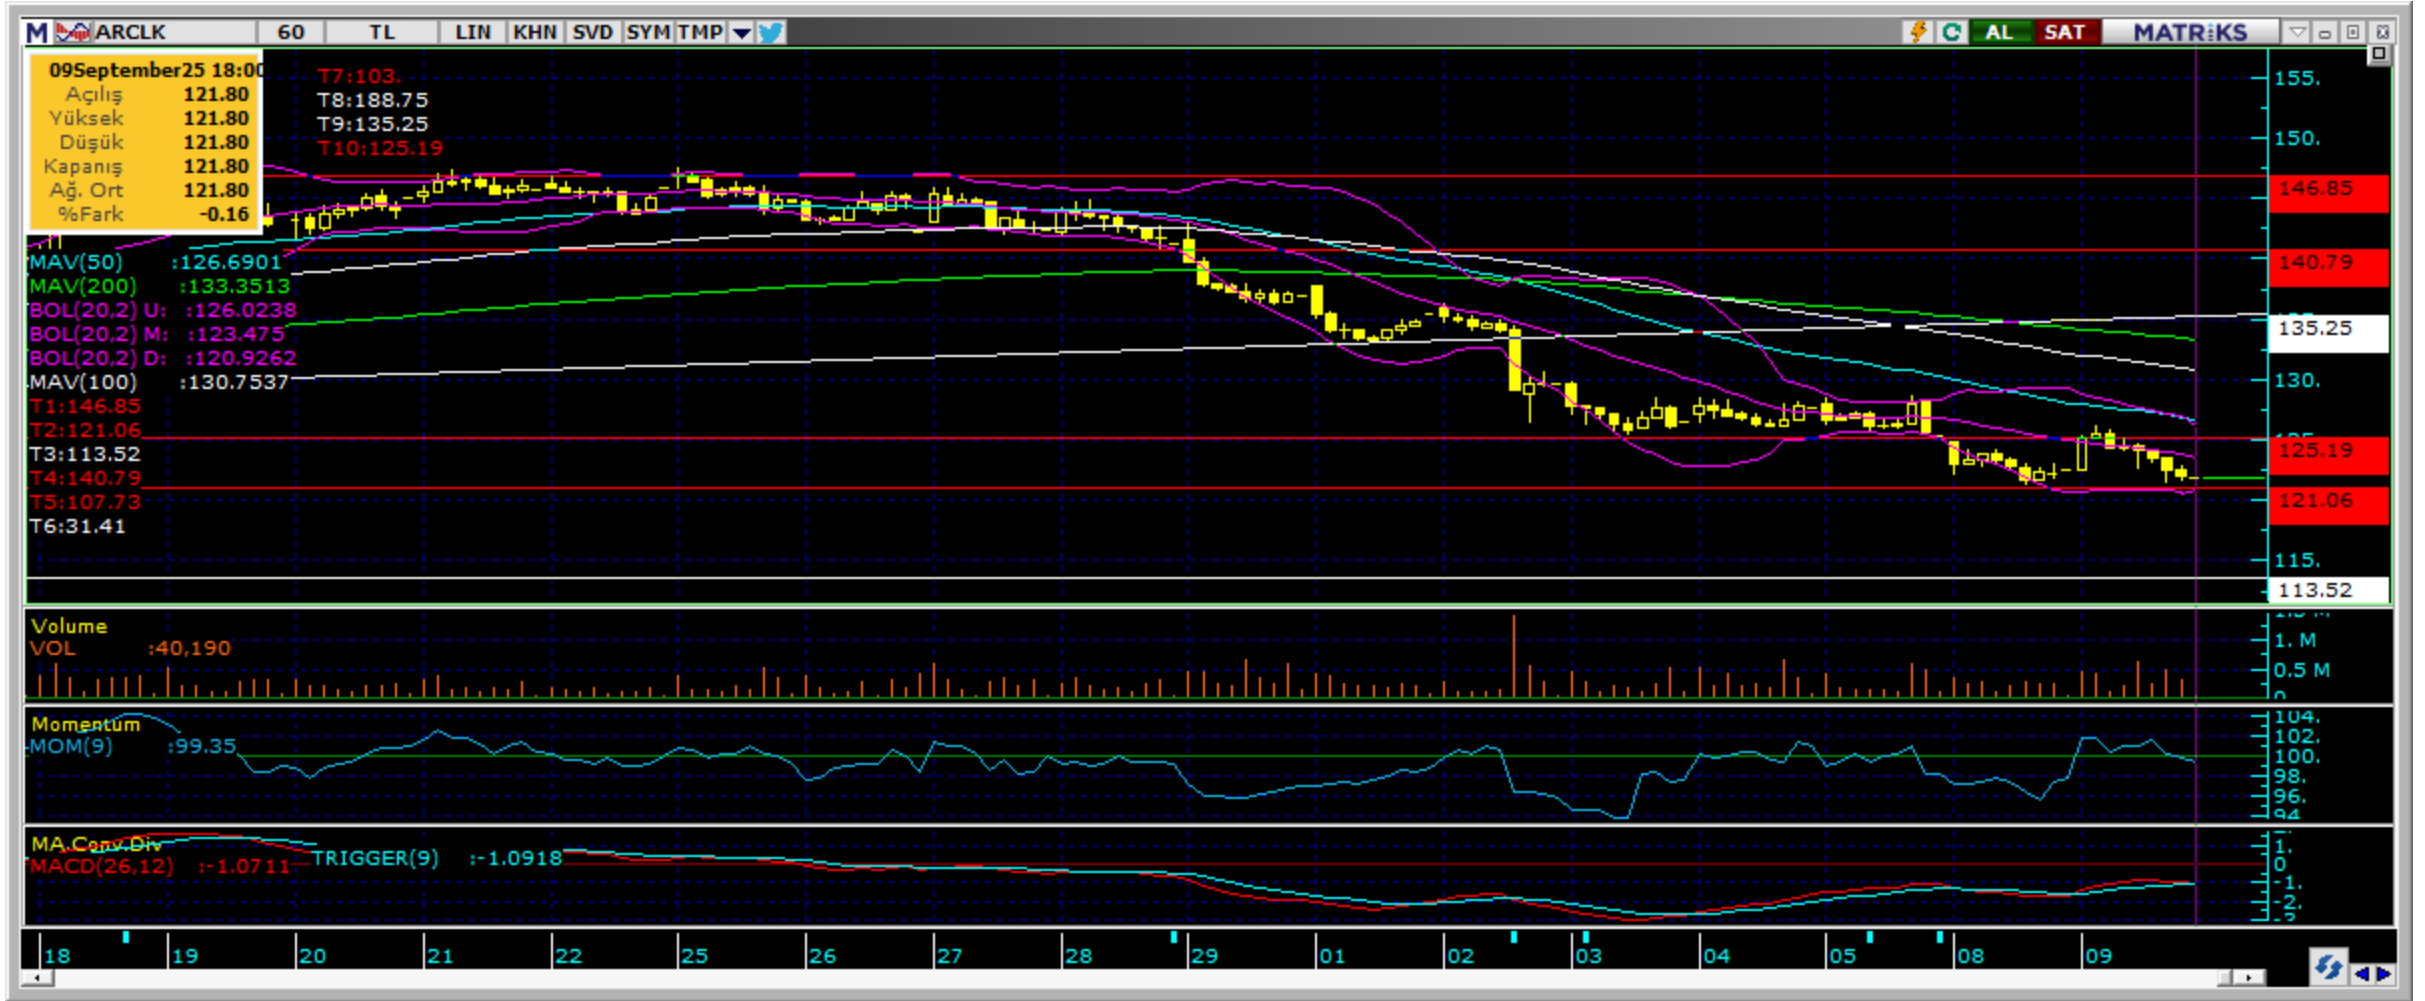 M ARCLK 60 TL LIN KHN SVD SYM TMP AL SAT MATRiKS
09September25 18:00
Açılış 121.80
Yüksek 121.80
Düşük 121.80
Kapanış 121.80
Ağ. Ort 121.80
%Fark -0.16
T7:103.
T8:188.75
T9:135.25
T10:125.19
MAV(50) :126.6901
MAV(200) :133.3513
BOL(20,2) U: :126.0238
BOL(20,2) M: :123.475
BOL(20,2) D: :120.9262
MAV(100) :130.7537
T1:146.85
T2:121.06
T3:113.52
T4:140.79
T5:107.73
T6:31.41
155.
150.
146.85
140.79
135.25
130.
125.19
121.06
115.
113.52
Volume
VOL :40,190
1. M
0.5 M
0
Momentum
MOM(9) :99.35
104.
102.
100.
98.
96.
94
MA.Conv.Div
MACD(26,12) :-1.0711
TRIGGER(9) :-1.0918
1.
0
-1.
-2.
18 19 20 21 22 25 26 27 28 29 01 02 03 04 05 08 09